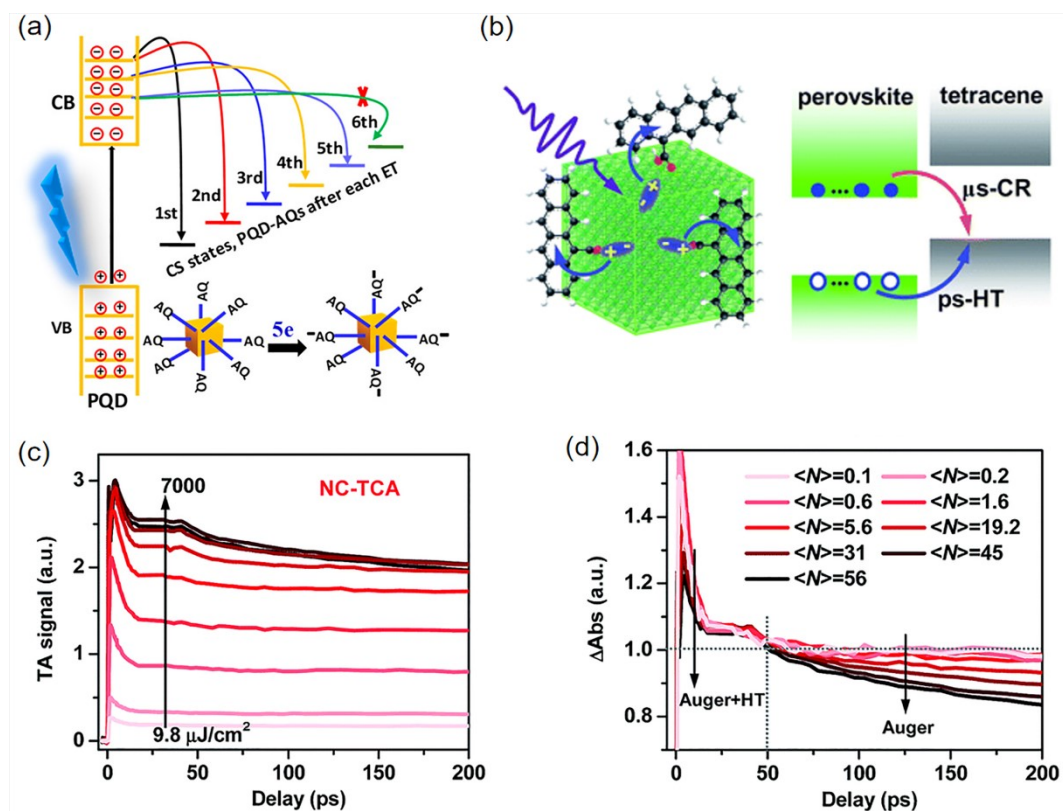 (a)
CB
1st
2nd
3rd
4th
5th
6th
CS states, PQD-AQs after each ET
VB
PQD
AQ
AQ
AQ
AQ
AQ
AQ
AQ
AQ
5e
AQ-
-AQ
AQ-
-AQ
AQ-
AQ
AQ
AQ
(b)
perovskite
tetracene
μs-CR
ps-HT
(c)
NC-TCA
7000
9.8 μJ/cm²
TA signal (a.u.)
3
2
1
0
0 50 100 150 200
Delay (ps)
(d)
<N>=0.1 <N>=0.2
<N>=0.6 <N>=1.6
<N>=5.6 <N>=19.2
<N>=31 <N>=45
<N>=56
Auger+HT
Auger
ΔAbs (a.u.)
1.6
1.4
1.2
1.0
0.8
0 50 100 150 200
Delay (ps)